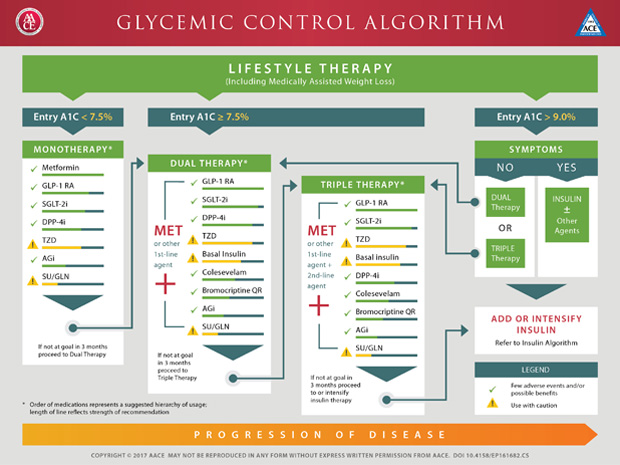 AACE
GLYCEMIC CONTROL ALGORITHM
ACE
LIFESTYLE THERAPY
(Including Medically Assisted Weight Loss)
Entry A1C < 7.5%
Entry A1C ≥ 7.5%
Entry A1C > 9.0%
MONOTHERAPY*
Metformin
GLP-1 RA
SGLT-2i
DPP-4i
TZD
AGi
SU/GLN
If not at goal in 3 months
proceed to Dual Therapy
DUAL THERAPY*
MET
or other
1st-line
agent
+
GLP-1 RA
SGLT-2i
DPP-4i
TZD
Basal Insulin
Colesevelam
Bromocriptine QR
AGi
SU/GLN
If not at goal
in 3 months
proceed to
Triple Therapy
TRIPLE THERAPY*
MET
or other
1st-line
agent +
2nd-line
agent
+
GLP-1 RA
SGLT-2i
TZD
Basal insulin
DPP-4i
Colesevelam
Bromocriptine QR
AGi
SU/GLN
If not at goal in
3 months proceed
to or intensify
insulin therapy
SYMPTOMS
NO
YES
DUAL
Therapy
OR
TRIPLE
Therapy
INSULIN
±
Other
Agents
ADD OR INTENSIFY
INSULIN
Refer to Insulin Algorithm
LEGEND
Few adverse events and/or
possible benefits
Use with caution
* Order of medications represents a suggested hierarchy of usage;
length of line reflects strength of recommendation
PROGRESSION OF DISEASE
COPYRIGHT © 2017 AACE MAY NOT BE REPRODUCED IN ANY FORM WITHOUT EXPRESS WRITTEN PERMISSION FROM AACE. DOI 10.4158/EP161682.CS